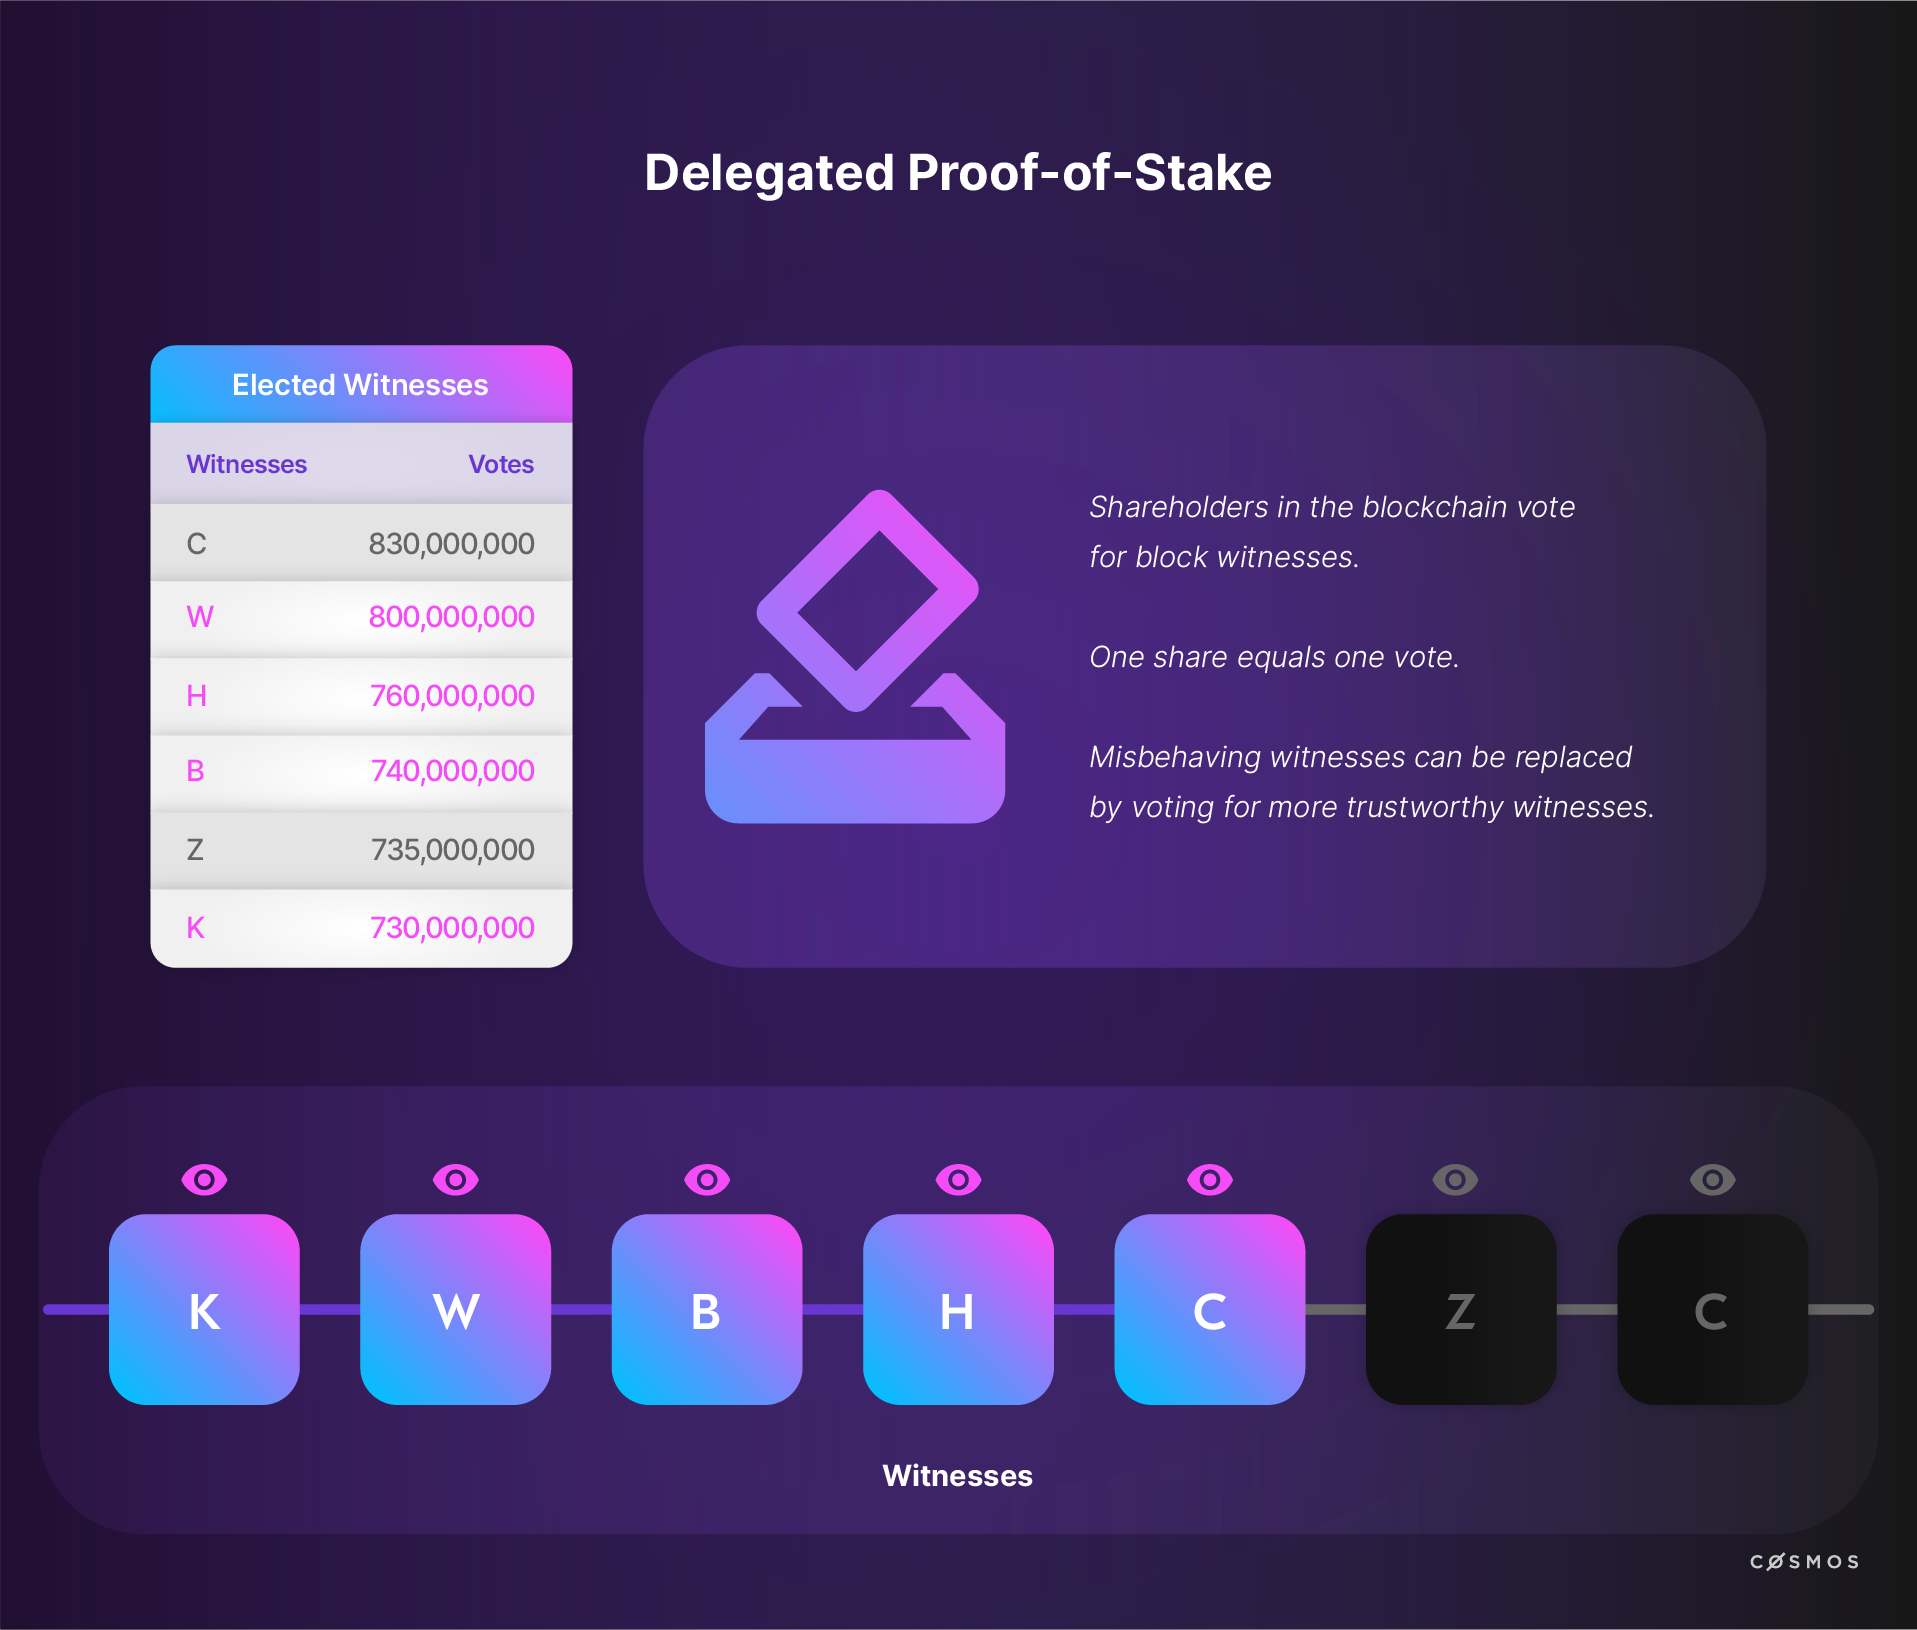 Delegated Proof-of-Stake
Elected Witnesses
Witnesses Votes
C 830,000,000
W 800,000,000
H 760,000,000
B 740,000,000
Z 735,000,000
K 730,000,000
Shareholders in the blockchain vote
for block witnesses.
One share equals one vote.
Misbehaving witnesses can be replaced
by voting for more trustworthy witnesses.
K W B H C Z C
Witnesses
CØSMOS